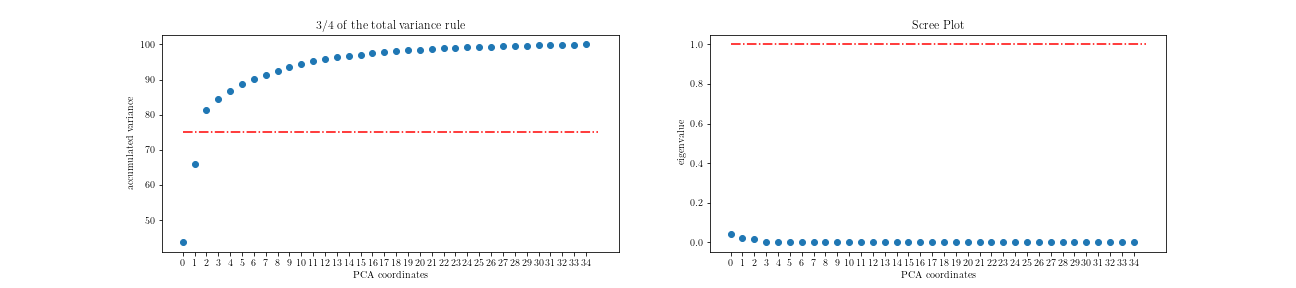 3/4 of the total variance rule
100
90
80
70
60
50
accumulated variance
0 1 2 3 4 5 6 7 8 9 10 11 12 13 14 15 16 17 18 19 20 21 22 23 24 25 26 27 28 29 30 31 32 33 34
PCA coordinates
Scree Plot
1.0
0.8
0.6
0.4
0.2
0.0
eigenvalue
0 1 2 3 4 5 6 7 8 9 10 11 12 13 14 15 16 17 18 19 20 21 22 23 24 25 26 27 28 29 30 31 32 33 34
PCA coordinates